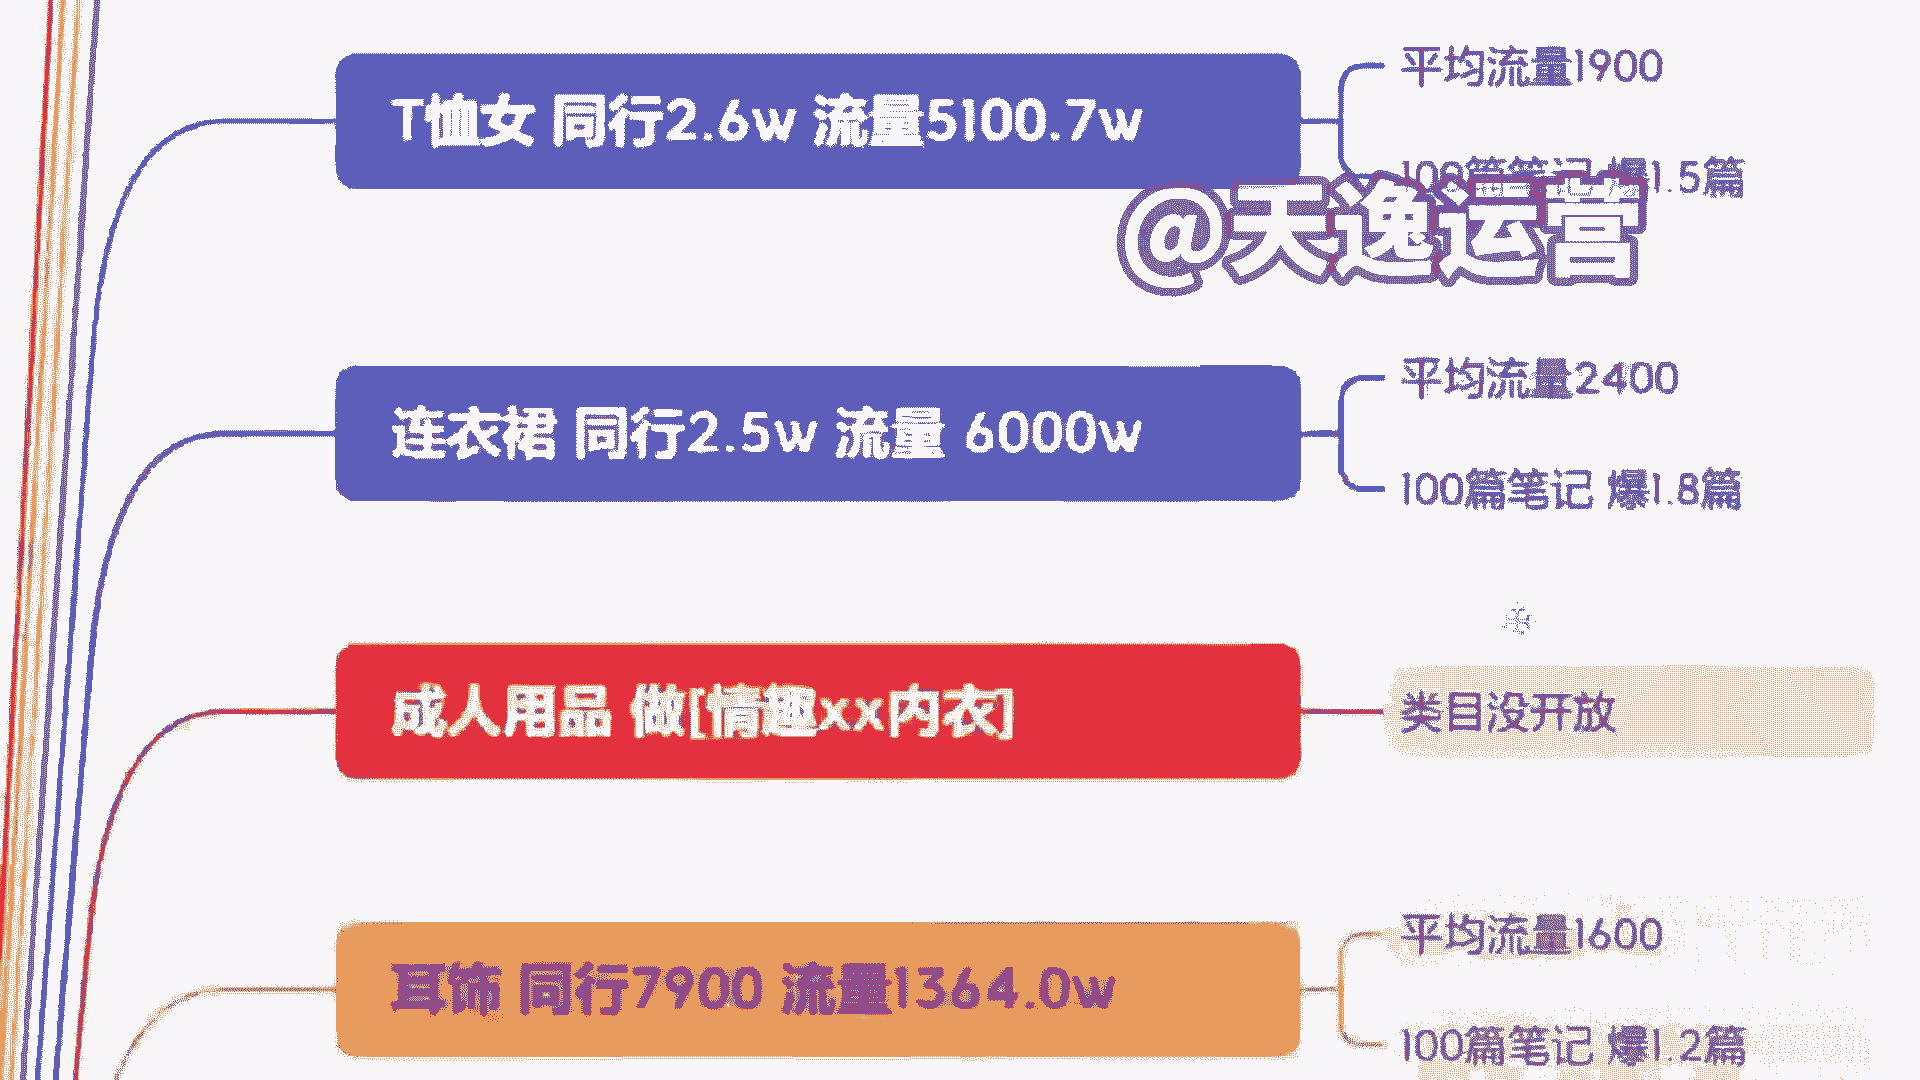 T恤女 同行2.6w 流量5100.7w
平均流量1900
100篇笔记 爆1.5篇
@天逸运营
连衣裙 同行2.5w 流量 6000w
平均流量2400
100篇笔记 爆1.8篇
成人用品 做[情趣xx内衣]
类目没开放
耳饰 同行7900 流量1364.0w
平均流量1600
100篇笔记 爆1.2篇